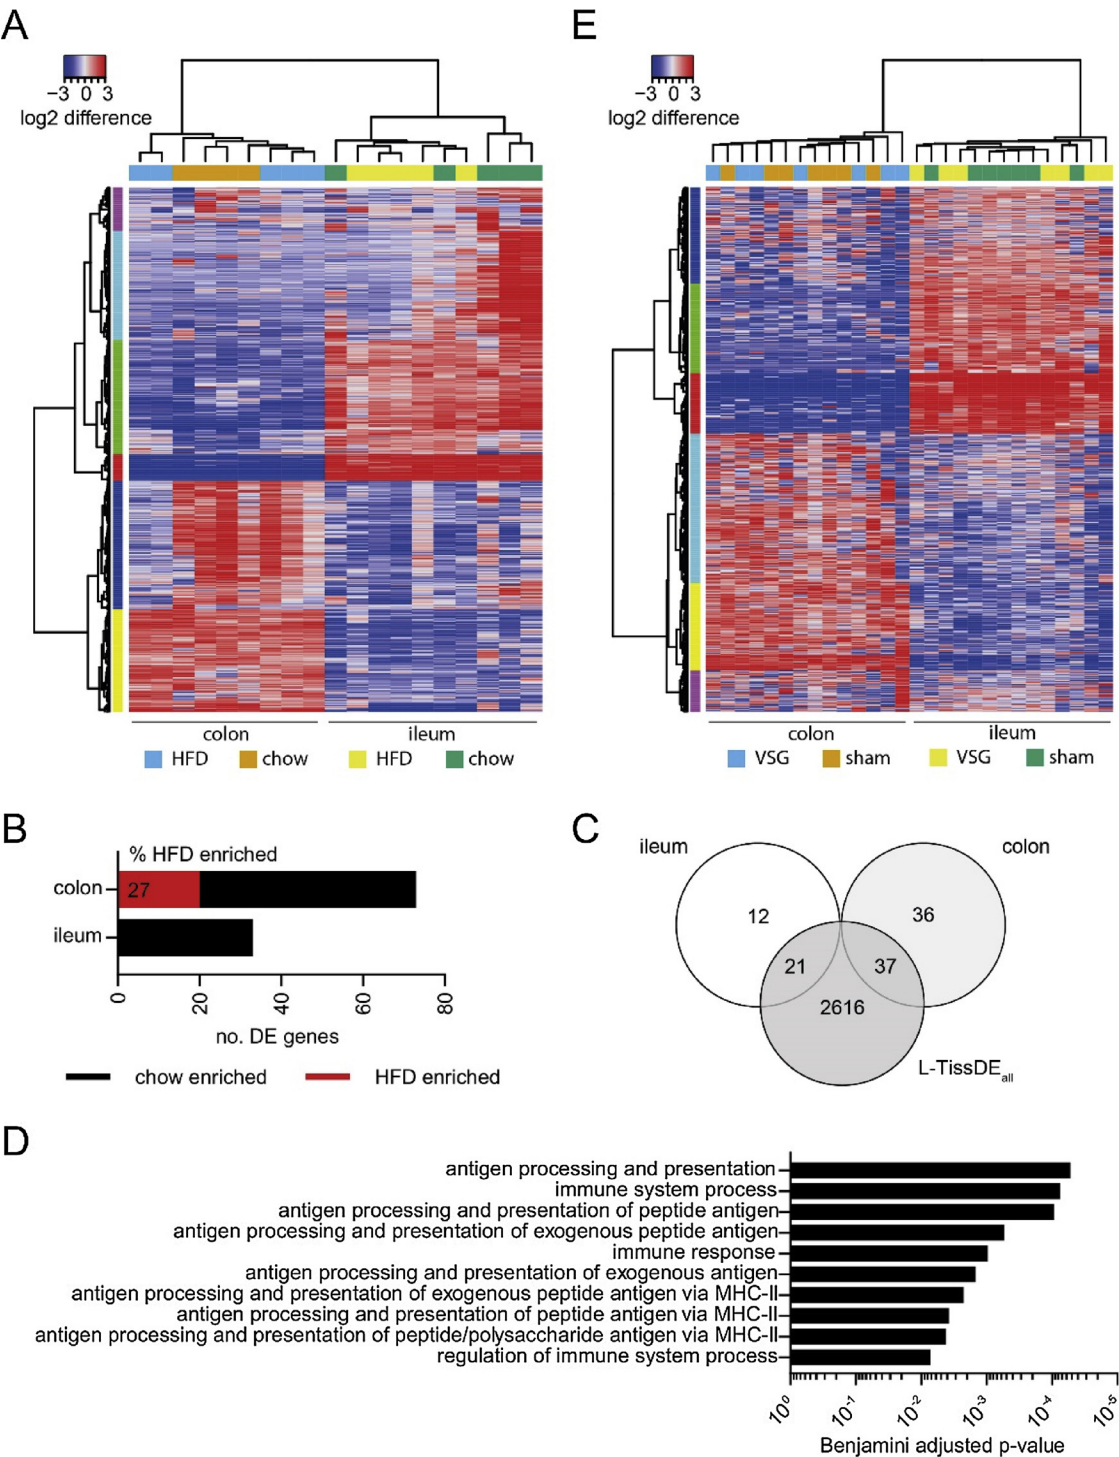 A
−3 0 3
log2 difference
colon ileum
HFD chow HFD chow
E
−3 0 3
log2 difference
colon ileum
VSG sham VSG sham
B
% HFD enriched
colon 27
ileum
0 20 40 60 80
no. DE genes
chow enriched HFD enriched
C
ileum colon
12 36
21 37
2616
L-TissDEall
D
antigen processing and presentation
immune system process
antigen processing and presentation of peptide antigen
antigen processing and presentation of exogenous peptide antigen
immune response
antigen processing and presentation of exogenous antigen
antigen processing and presentation of exogenous peptide antigen via MHC-II
antigen processing and presentation of peptide antigen via MHC-II
antigen processing and presentation of peptide/polysaccharide antigen via MHC-II
regulation of immune system process
10^0 10^-1 10^-2 10^-3 10^-4 10^-5
Benjamini adjusted p-value